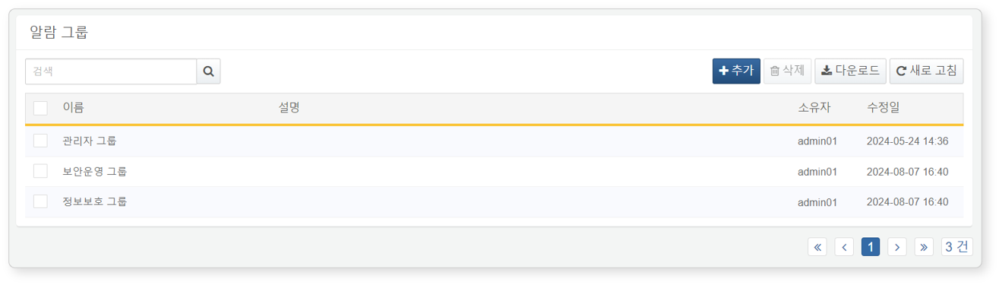 알람 그룹
검색
추가 삭제 다운로드 새로 고침
이름 설명 소유자 수정일
관리자 그룹 admin01 2024-05-24 14:36
보안운영 그룹 admin01 2024-08-07 16:40
정보보호 그룹 admin01 2024-08-07 16:40
« ‹ 1 › » 3 건